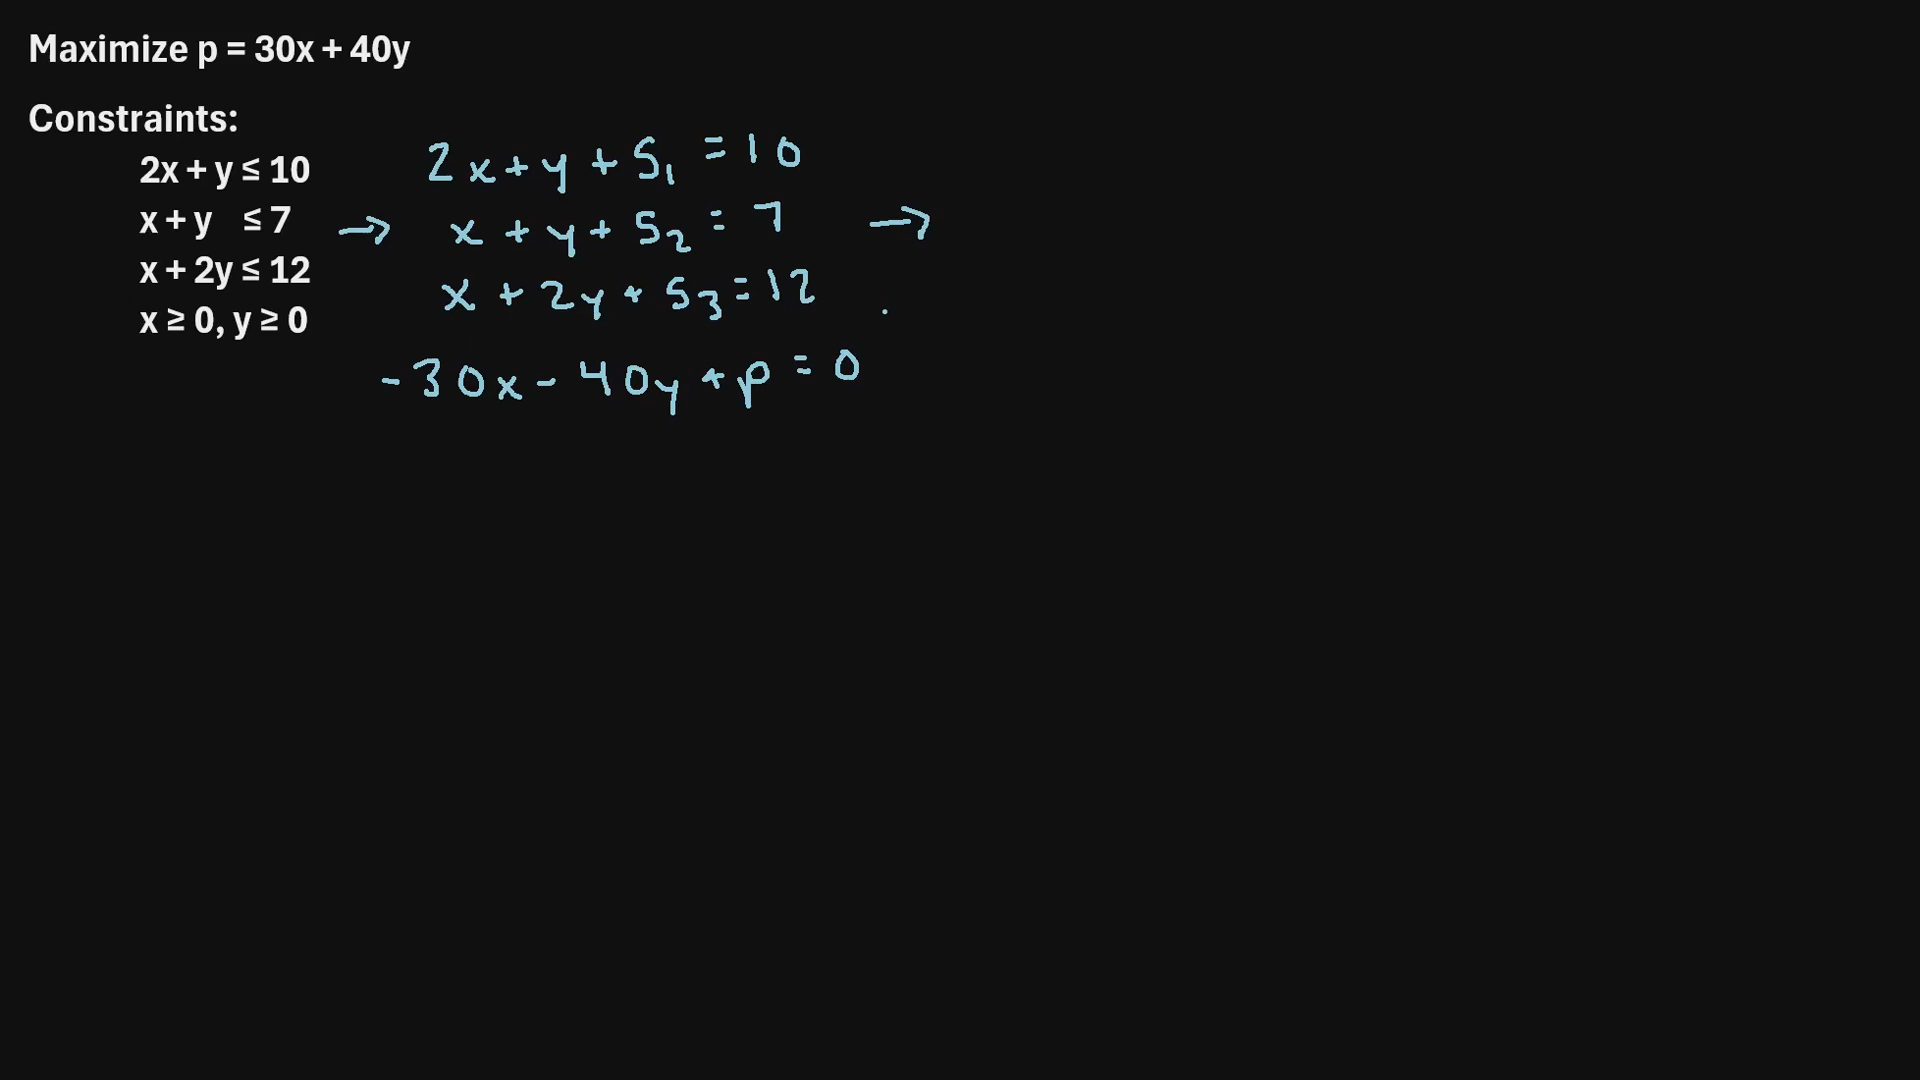 Maximize p = 30x + 40y
Constraints:
2x + y ≤ 10
x + y ≤ 7
x + 2y ≤ 12
x ≥ 0, y ≥ 0
→
2x + y + S₁ = 10
x + y + S₂ = 7
x + 2y + S₃ = 12
-30x - 40y + p = 0
→